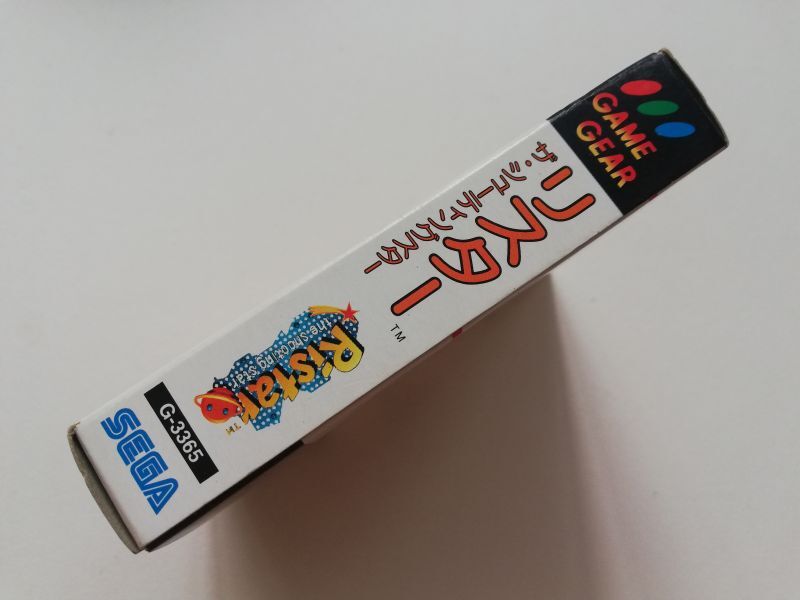 GAME
GEAR
リスター
ザ・シューティングスター
TM
Ristar
the shooting star
TM
G-3365
SEGA